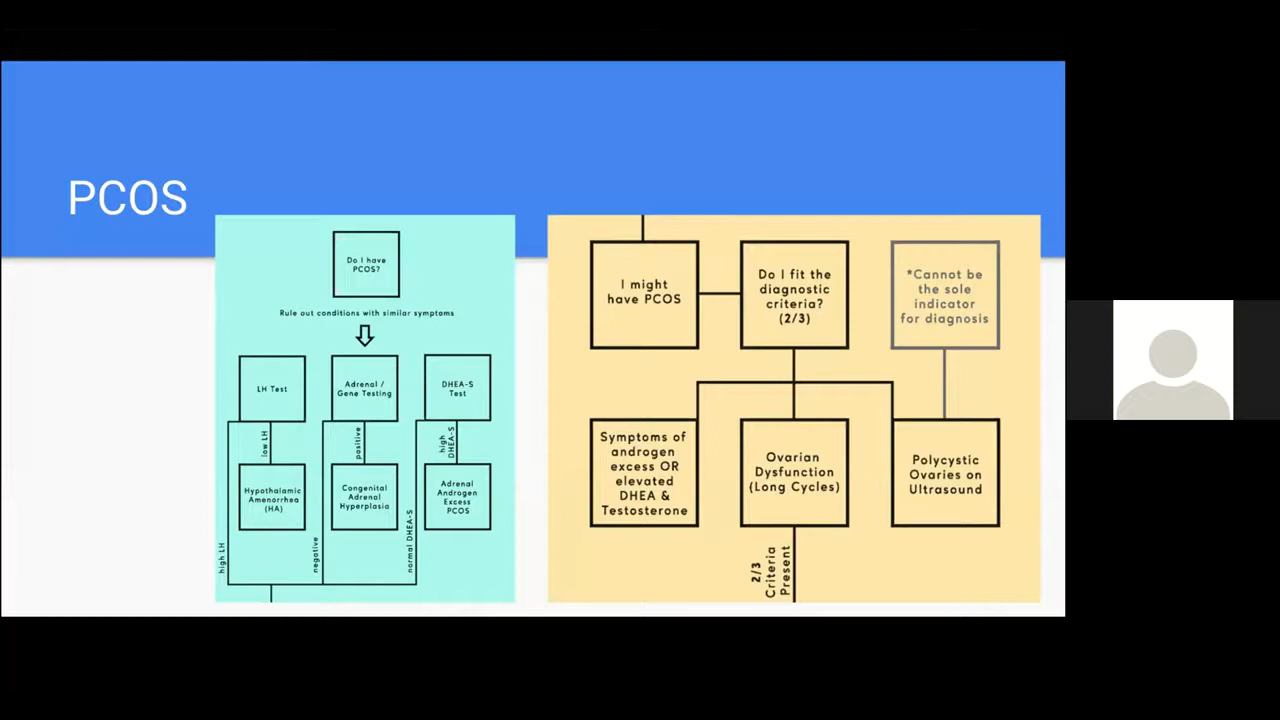 PCOS
Do I have
PCOS?
Rule out conditions with similar symptoms
LH Test
Adrenal /
Gene Testing
DHEA-S
Test
low LH
positive
high
DHEA-S
Hypothalamic
Amenorrhea
(HA)
Congenital
Adrenal
Hyperplasia
Adrenal
Androgen
Excess
PCOS
high LH
negative
normal DHEA-S
I might
have PCOS
Do I fit the
diagnostic
criteria?
(2/3)
*Cannot be
the sole
indicator
for diagnosis
Symptoms of
androgen
excess OR
elevated
DHEA &
Testosterone
Ovarian
Dysfunction
(Long Cycles)
Polycystic
Ovaries on
Ultrasound
2/3
Criteria
Present